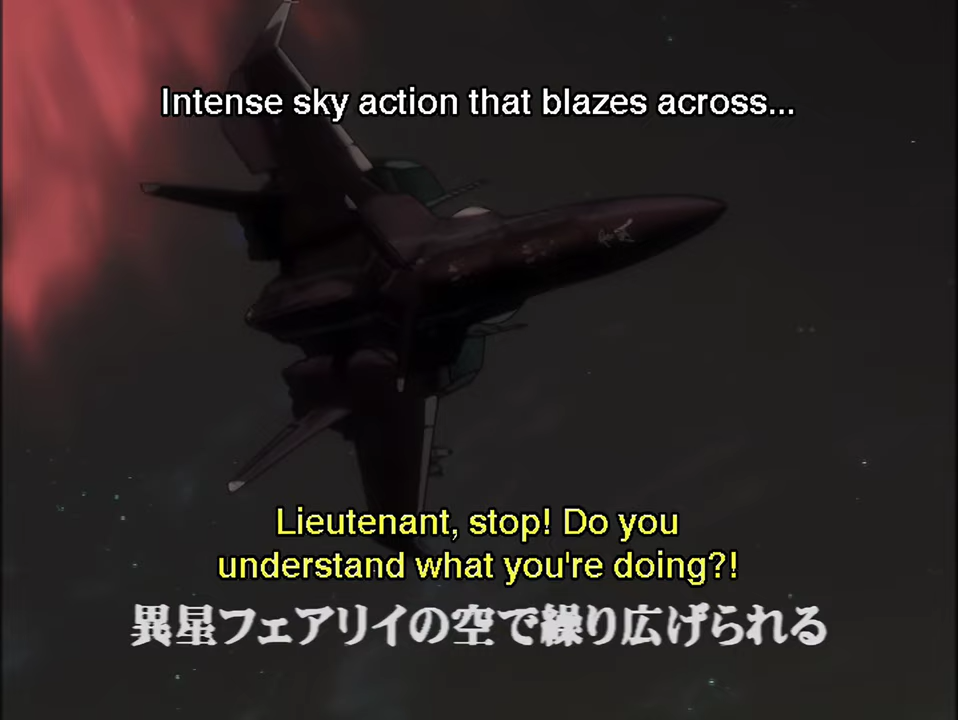 Intense sky action that blazes across...
Lieutenant, stop! Do you
understand what you're doing?!
異星フェアリイの空で繰り広げられる